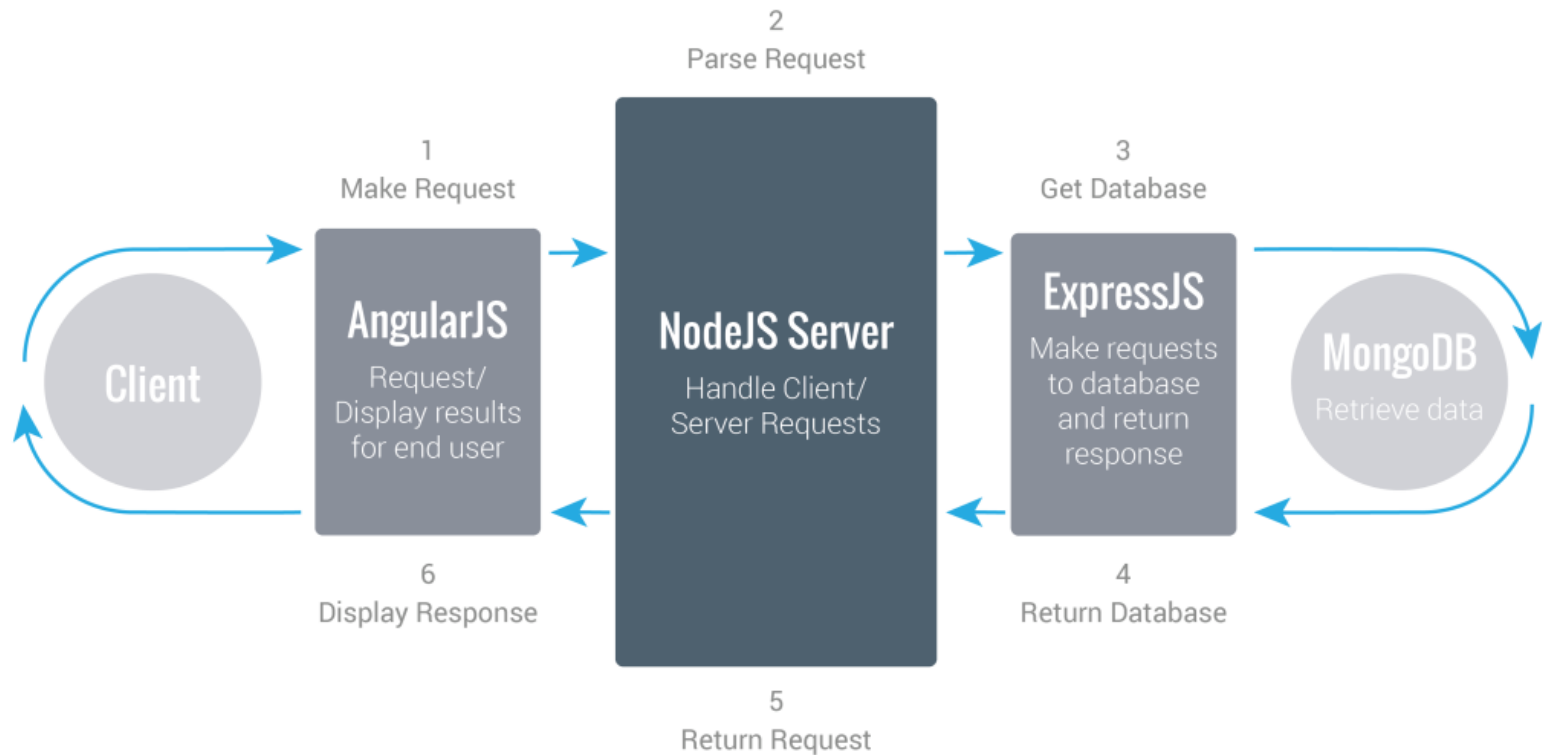 2
Parse Request
1
Make Request
3
Get Database
Client
AngularJS
Request/
Display results
for end user
NodeJS Server
Handle Client/
Server Requests
ExpressJS
Make requests
to database
and return
response
MongoDB
Retrieve data
6
Display Response
4
Return Database
5
Return Request